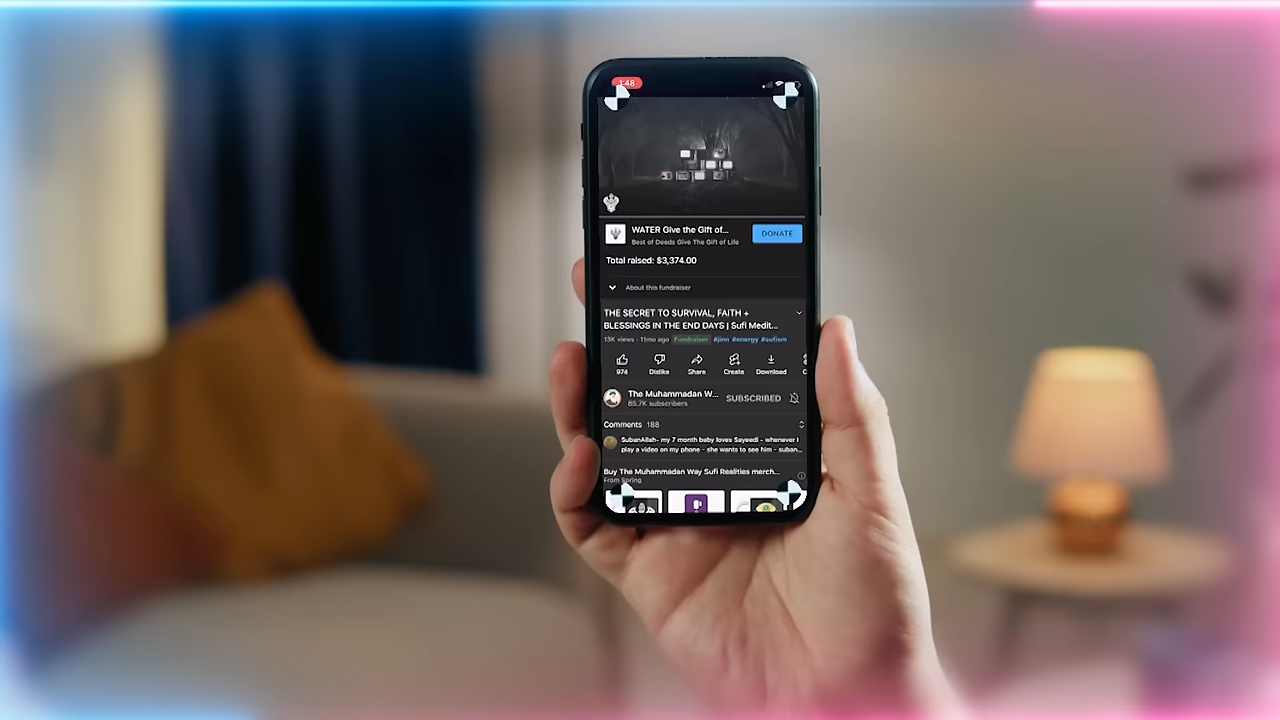 1:48
WATER Give the Gift of...
Best of Deeds Give The Gift of Life
DONATE
Total raised: $3,374.00
About this fundraiser
THE SECRET TO SURVIVAL, FAITH +
BLESSINGS IN THE END DAYS | Sufi Medit...
13K views · 11mo ago Fundraiser #jinn #energy #sufism
974 Dislike Share Create Download
The Muhammadan W... SUBSCRIBED
85.7K subscribers
Comments 188
SubanAllah- my 7 month baby loves Sayeedi - whenever I
play a video on my phone - she wants to see him - suban...
Buy The Muhammadan Way Sufi Realities merch...
From Spring